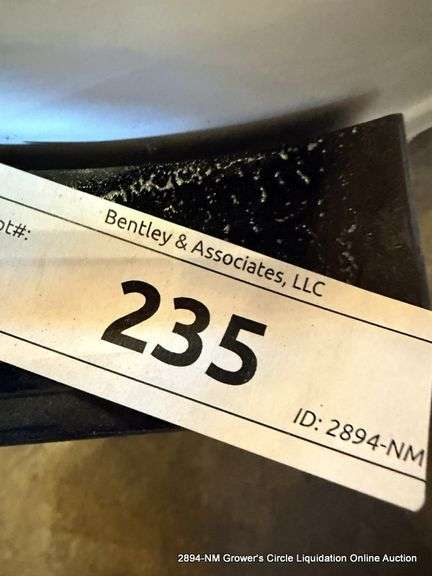 Bentley & Associates, LLC
ot#:
235
ID: 2894-NM
2894-NM Grower's Circle Liquidation Online Auction